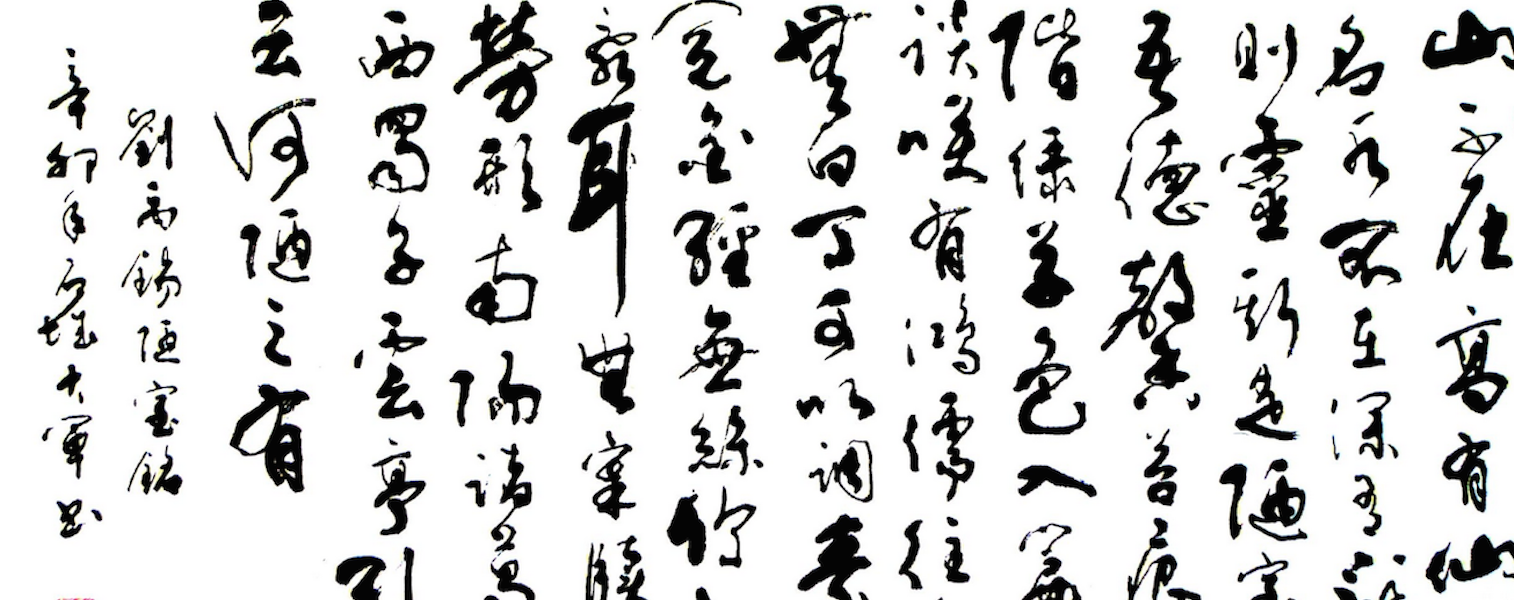 山不在高有仙
名水不在深有龍
則靈斯是陋室
吾德馨苔痕
階綠草色入簾
談笑有鴻儒往
無白丁可以調素
閱金經無絲竹
亂耳無案牘
勞形南陽諸葛
西蜀子雲亭孔
云何陋之有
劉禹錫陋室銘
辛卯年大軍書